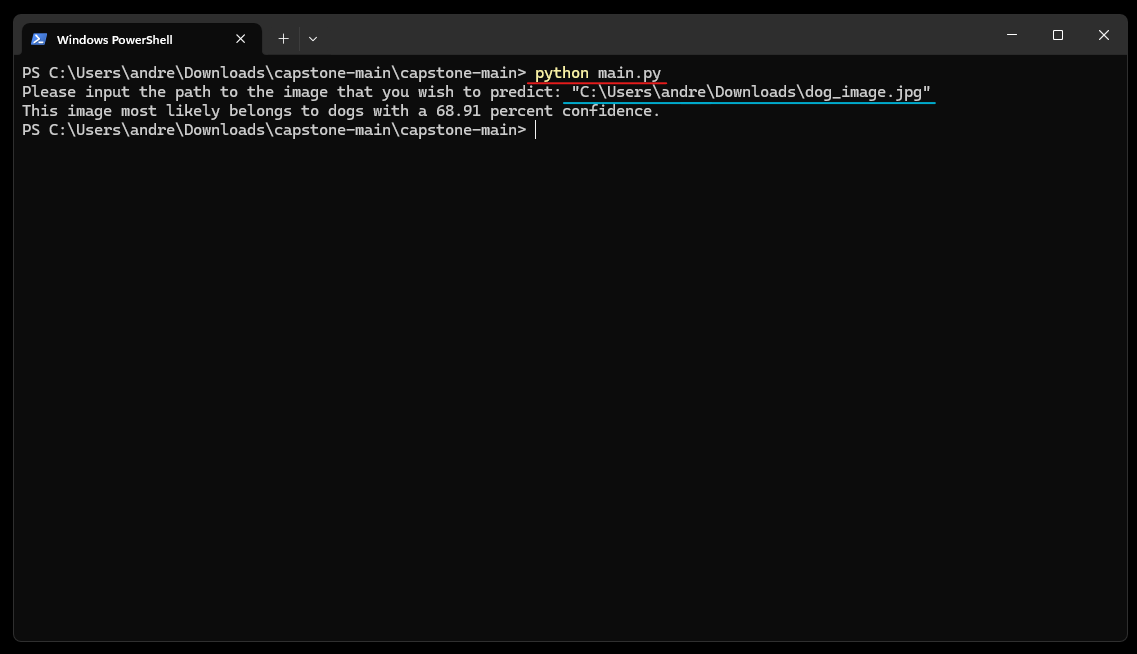 Windows PowerShell
PS C:\Users\andre\Downloads\capstone-main\capstone-main> python main.py
Please input the path to the image that you wish to predict: "C:\Users\andre\Downloads\dog_image.jpg"
This image most likely belongs to dogs with a 68.91 percent confidence.
PS C:\Users\andre\Downloads\capstone-main\capstone-main>